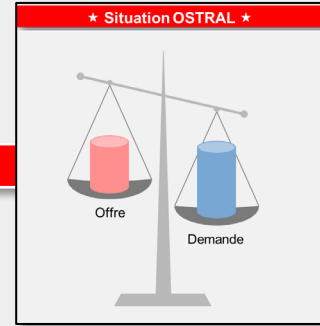 ★ Situation OSTRAL ★
Offre
Demande